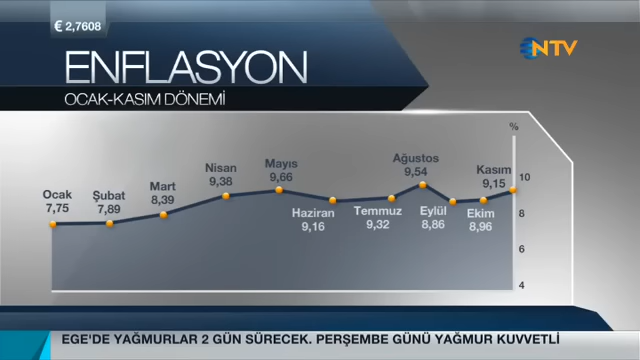 € 2,7608
NTV
ENFLASYON
OCAK-KASIM DÖNEMİ
%
Ocak
7,75
Şubat
7,89
Mart
8,39
Nisan
9,38
Mayıs
9,66
Haziran
9,16
Temmuz
9,32
Ağustos
9,54
Eylül
8,86
Ekim
8,96
Kasım
9,15
10
8
6
4
EGE'DE YAĞMURLAR 2 GÜN SÜRECEK. PERŞEMBE GÜNÜ YAĞMUR KUVVETLİ